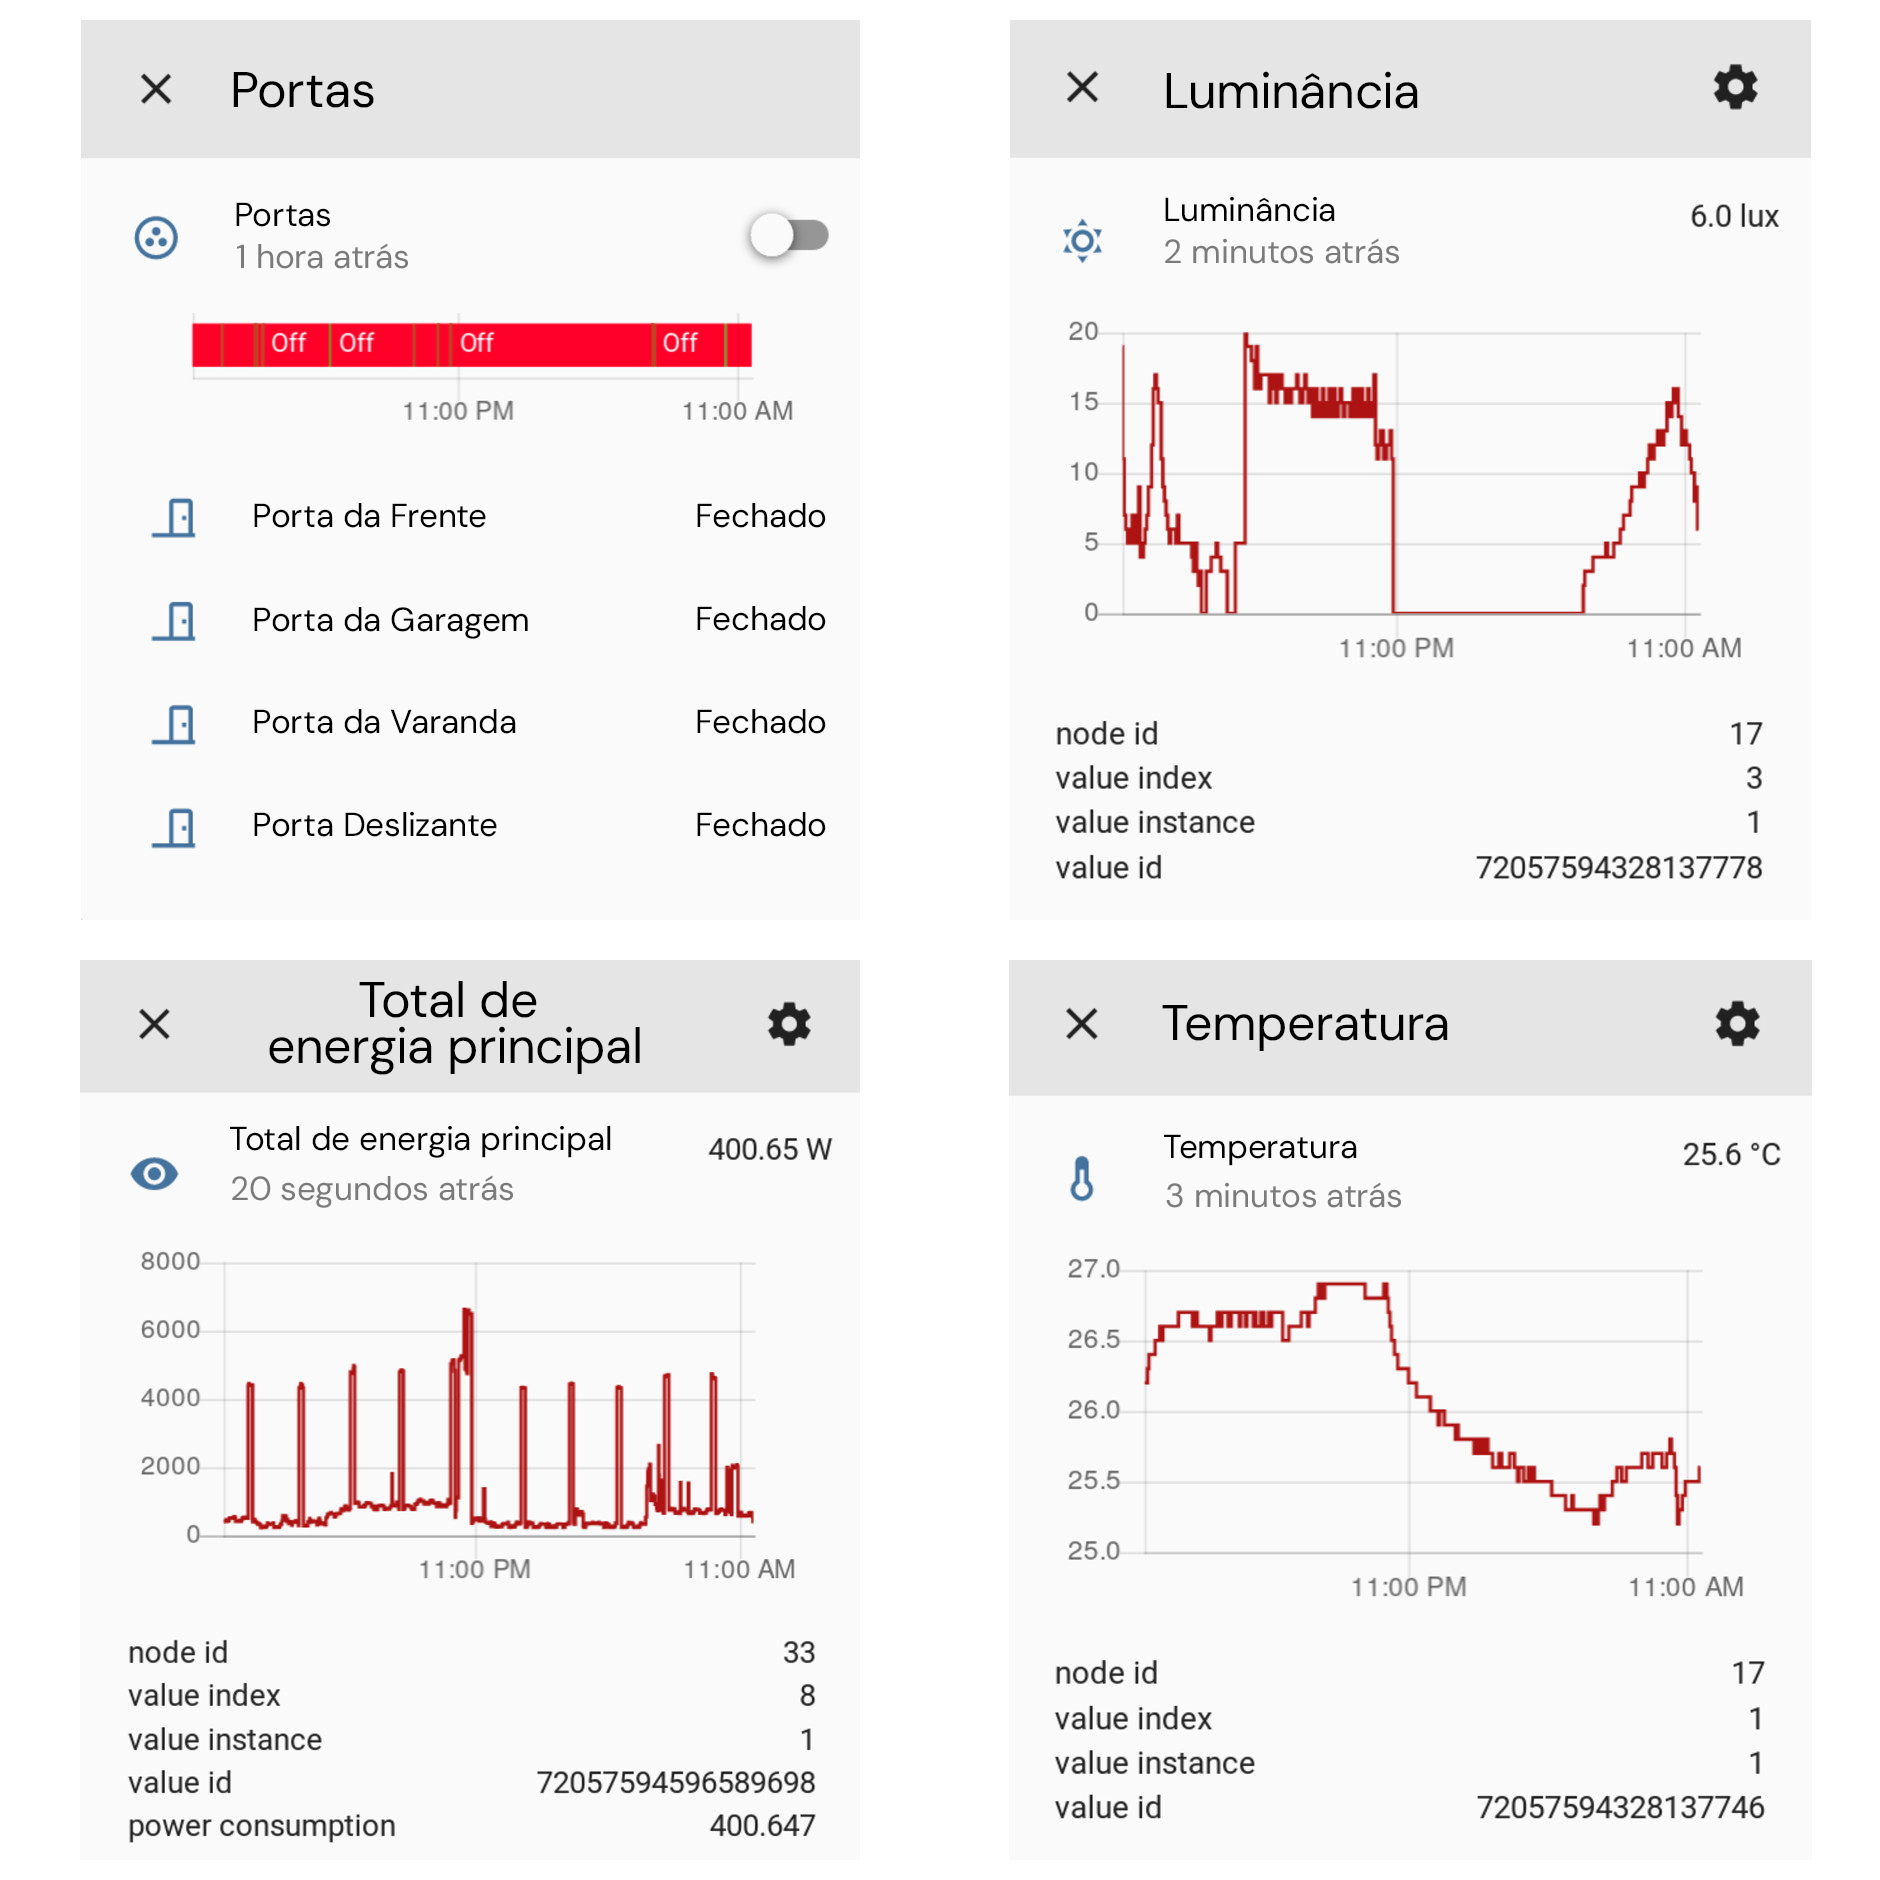 Portas
Portas
1 hora atrás
Off Off Off Off
11:00 PM 11:00 AM
Porta da Frente Fechado
Porta da Garagem Fechado
Porta da Varanda Fechado
Porta Deslizante Fechado
Luminância
Luminância 6.0 lux
2 minutos atrás
20
15
10
5
0
11:00 PM 11:00 AM
node id 17
value index 3
value instance 1
value id 72057594328137778
Total de
energia principal
Total de energia principal 400.65 W
20 segundos atrás
8000
6000
4000
2000
0
11:00 PM 11:00 AM
node id 33
value index 8
value instance 1
value id 72057594596589698
power consumption 400.647
Temperatura
Temperatura 25.6 °C
3 minutos atrás
27.0
26.5
26.0
25.5
25.0
11:00 PM 11:00 AM
node id 17
value index 1
value instance 1
value id 72057594328137746